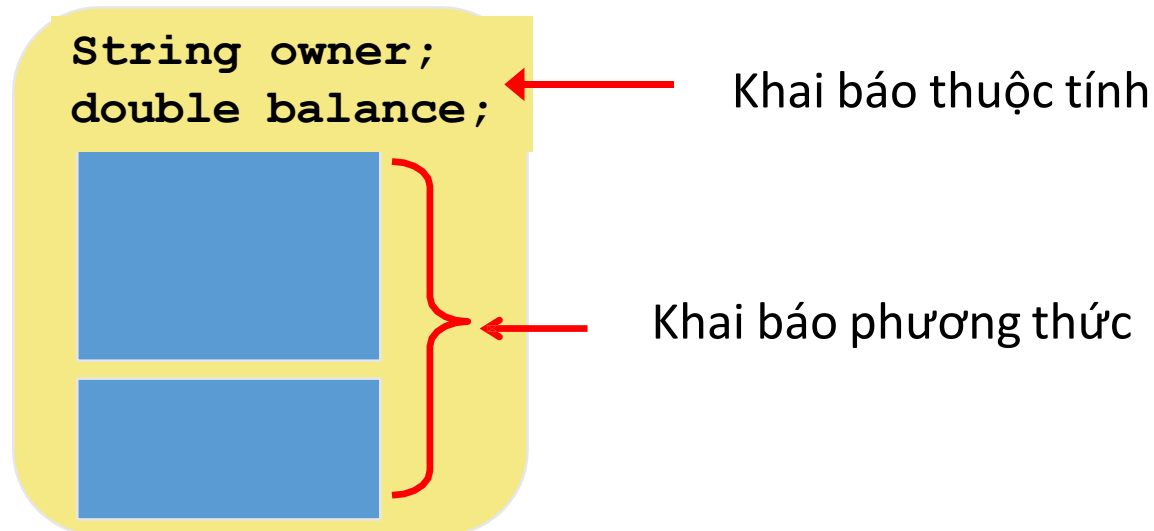 String owner;
double balance;
Khai báo thuộc tính
Khai báo phương thức